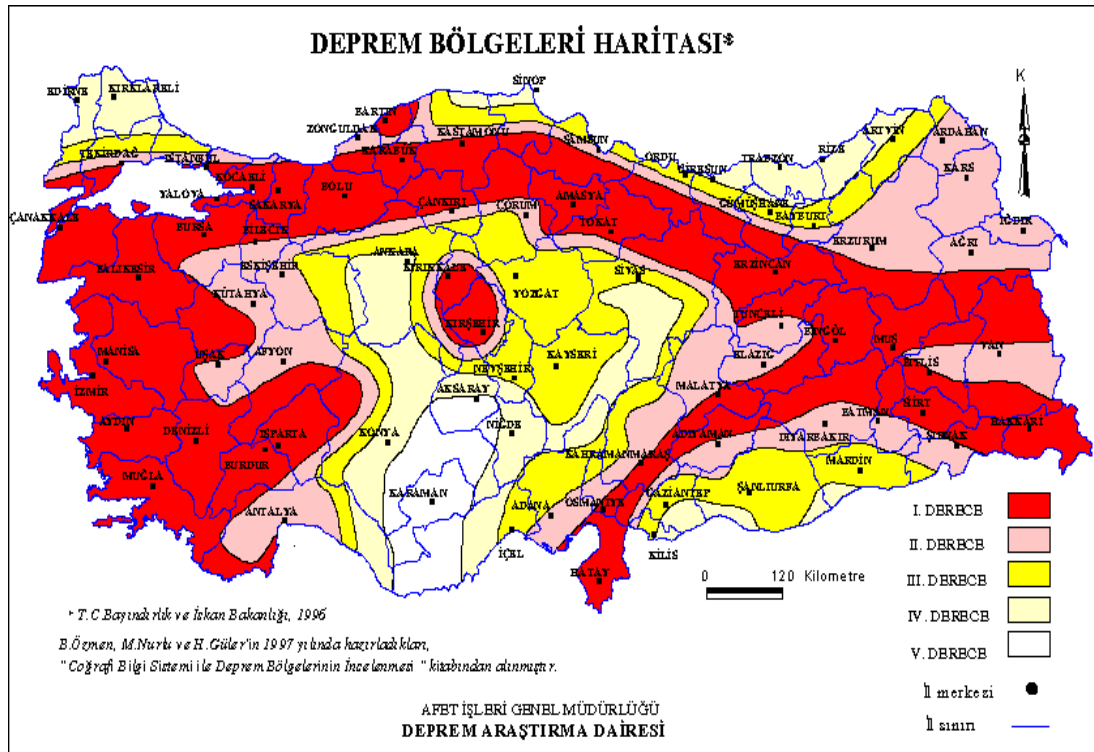 DEPREM BÖLGELERİ HARİTASI*
K
SİNOP
EDİRNE
KIRKLARELİ
BARTIN
ZONGULDAK
KASTAMONU
KARABÜK
SAMSUN
ARTVİN
ARDAHAN
TEKİRDAĞ
İSTANBUL
ORDU
GİRESUN
TRABZON
RİZE
KARS
KOCAELİ
YALOVA
SAKARYA
BOLU
AMASYA
ÇANKIRI
ÇORUM
TOKAT
GÜMÜŞHANE
BAYBURT
IĞDIR
ÇANAKKALE
BURSA
BİLECİK
ANKARA
ERZURUM
AĞRI
BALIKESİR
ESKİŞEHİR
KIRIKKALE
SİVAS
ERZİNCAN
KÜTAHYA
YOZGAT
TUNCELİ
KIRŞEHİR
BİNGÖL
MUŞ
MANİSA
UŞAK
AFYON
KAYSERİ
ELAZIĞ
BİTLİS
VAN
İZMİR
NEVŞEHİR
AKSARAY
MALATYA
SİİRT
AYDIN
DENİZLİ
ISPARTA
KONYA
NİĞDE
ADIYAMAN
DİYARBAKIR
BATMAN
ŞIRNAK
HAKKARİ
BURDUR
KAHRAMANMARAŞ
MARDİN
MUĞLA
KARAMAN
GAZİANTEP
ŞANLIURFA
ANTALYA
ADANA
OSMANİYE
İÇEL
KİLİS
HATAY
0 120 Kilometre
I. DERECE
II. DERECE
III. DERECE
IV. DERECE
V. DERECE
İl merkezi
İl sınırı
* T.C.Bayındırlık ve İskan Bakanlığı, 1996
B.Özmen, M.Nurlu ve H.Güler'in 1997 yılında hazırladıkları,
" Coğrafi Bilgi Sistemi ile Deprem Bölgelerinin İncelenmesi " kitabından alınmıştır.
AFET İŞLERİ GENEL MÜDÜRLÜĞÜ
DEPREM ARAŞTIRMA DAİRESİ